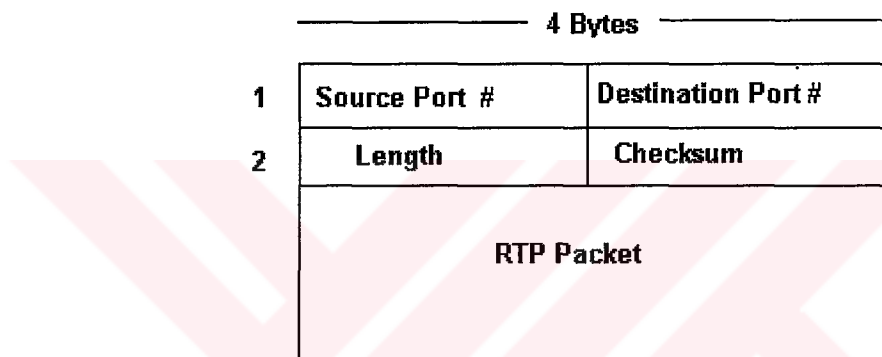 4 Bytes
1 Source Port # Destination Port #
2 Length Checksum
RTP Packet